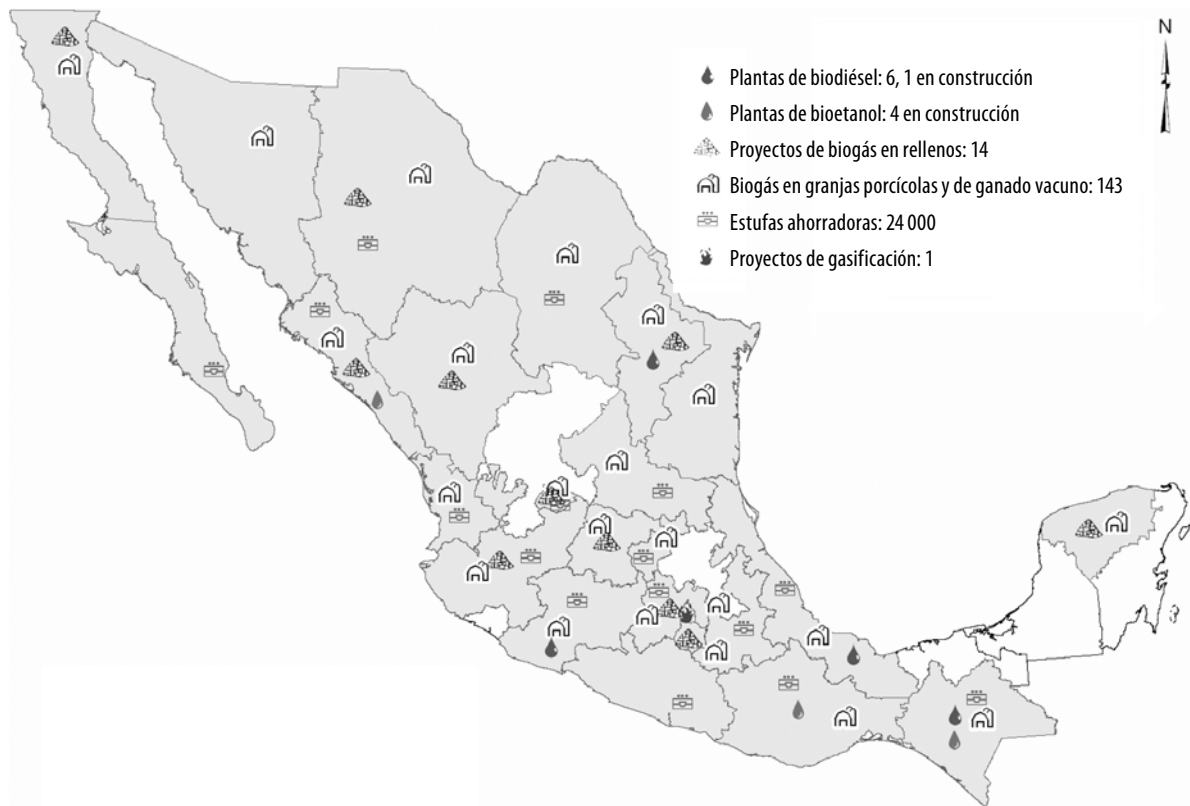 N
Plantas de biodiésel: 6, 1 en construcción
Plantas de bioetanol: 4 en construcción
Proyectos de biogás en rellenos: 14
Biogás en granjas porcícolas y de ganado vacuno: 143
Estufas ahorradoras: 24 000
Proyectos de gasificación: 1